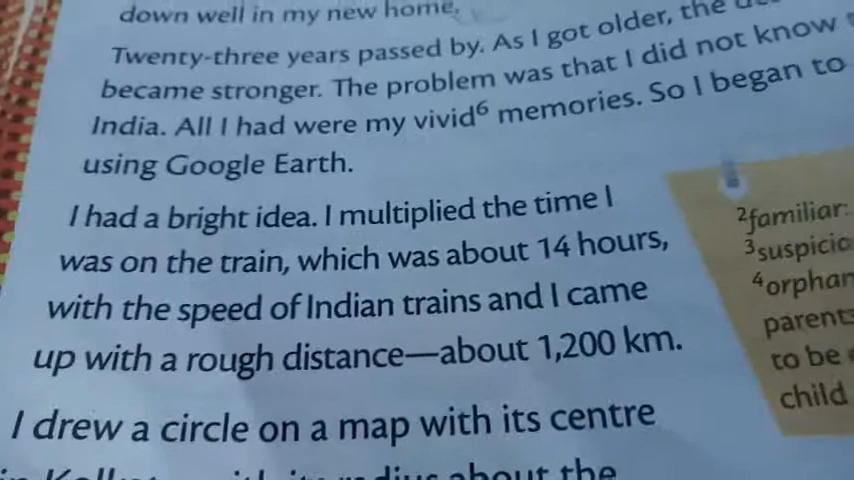 down well in my new home.
Twenty-three years passed by. As I got older, the
became stronger. The problem was that I did not know
India. All I had were my vivid6 memories. So I began to
using Google Earth.
I had a bright idea. I multiplied the time I
was on the train, which was about 14 hours,
with the speed of Indian trains and I came
up with a rough distance—about 1,200 km.
I drew a circle on a map with its centre
about the
2familiar:
3suspicio
4orphan
parents
to be
child